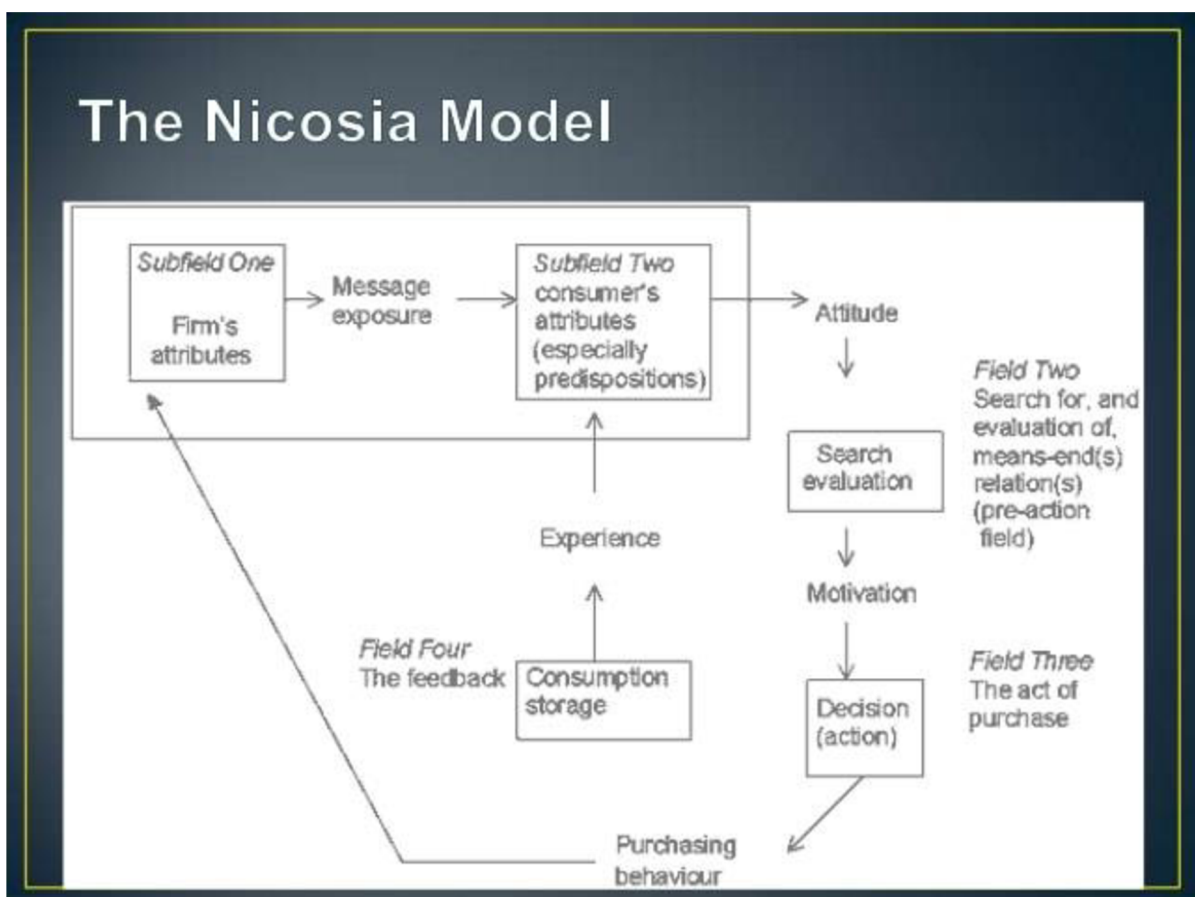 The Nicosia Model
Subfield One
Firm's
attributes
Message
exposure
Subfield Two
consumer's
attributes
(especially
predispositions)
Attitude
Field Two
Search for, and
evaluation of,
means-end(s)
relation(s)
(pre-action
field)
Search
evaluation
Experience
Motivation
Field Four
The feedback
Consumption
storage
Field Three
The act of
purchase
Decision
(action)
Purchasing
behaviour